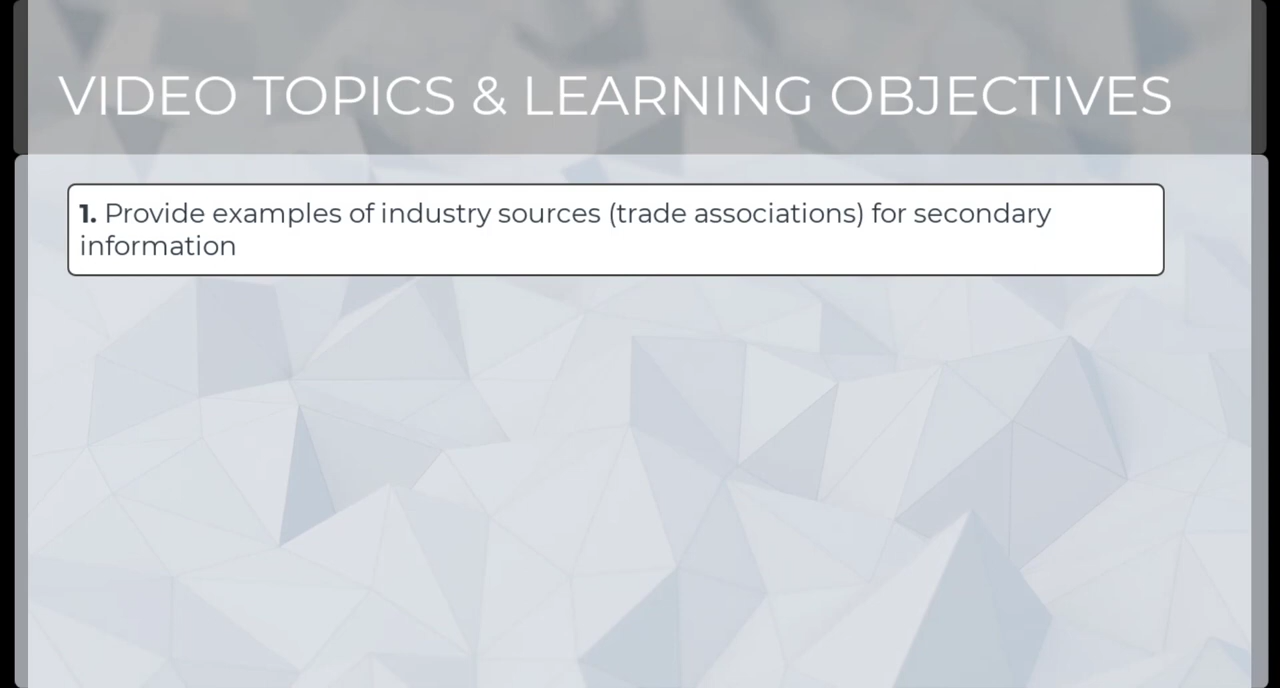 VIDEO TOPICS & LEARNING OBJECTIVES
1. Provide examples of industry sources (trade associations) for secondary
information